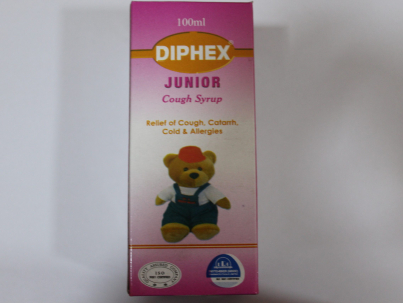 100ml
DIPHEX
JUNIOR
Cough Syrup
Relief of Cough, Catarrh,
Cold & Allergies